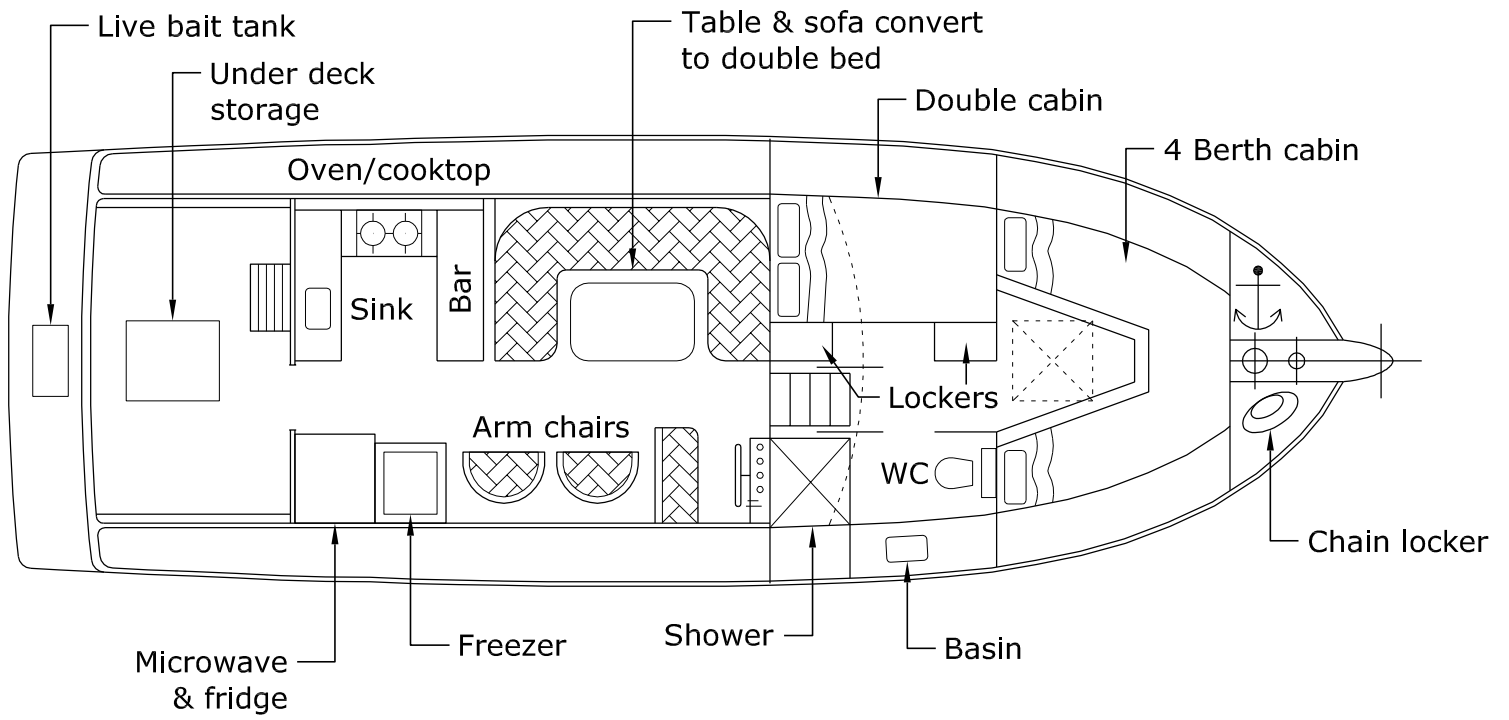 Live bait tank
Under deck
storage
Table & sofa convert
to double bed
Double cabin
4 Berth cabin
Oven/cooktop
Sink
Bar
Lockers
Arm chairs
WC
Chain locker
Shower
Basin
Freezer
Microwave
& fridge